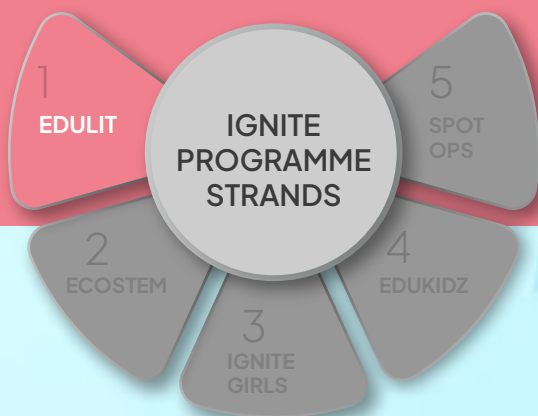 IGNITE
PROGRAMME
STRANDS
1
EDULIT
2
ECOSTEM
3
IGNITE
GIRLS
4
EDUKIDZ
5
SPOT
OPS